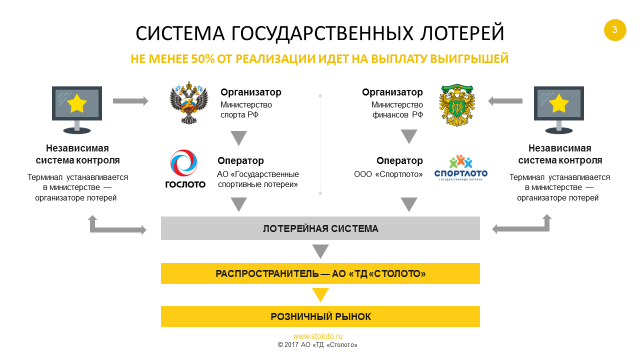 СИСТЕМА ГОСУДАРСТВЕННЫХ ЛОТЕРЕЙ
3
НЕ МЕНЕЕ 50% ОТ РЕАЛИЗАЦИИ ИДЕТ НА ВЫПЛАТУ ВЫИГРЫШЕЙ
Организатор
Министерство
спорта РФ
Организатор
Министерство
финансов РФ
Независимая
система контроля
Терминал устанавливается
в министерстве —
организаторе лотерей
ГОСЛОТО
Оператор
АО «Государственные
спортивные лотереи»
Оператор
ООО «Спортлото»
СПОРТЛОТО
ГОСУДАРСТВЕННЫЕ ЛОТЕРЕИ
Независимая
система контроля
Терминал устанавливается
в министерстве —
организаторе лотерей
ЛОТЕРЕЙНАЯ СИСТЕМА
РАСПРОСТРАНИТЕЛЬ — АО «ТД «СТОЛОТО»
РОЗНИЧНЫЙ РЫНОК
www.stoloto.ru
© 2017 АО «ТД «Столото»